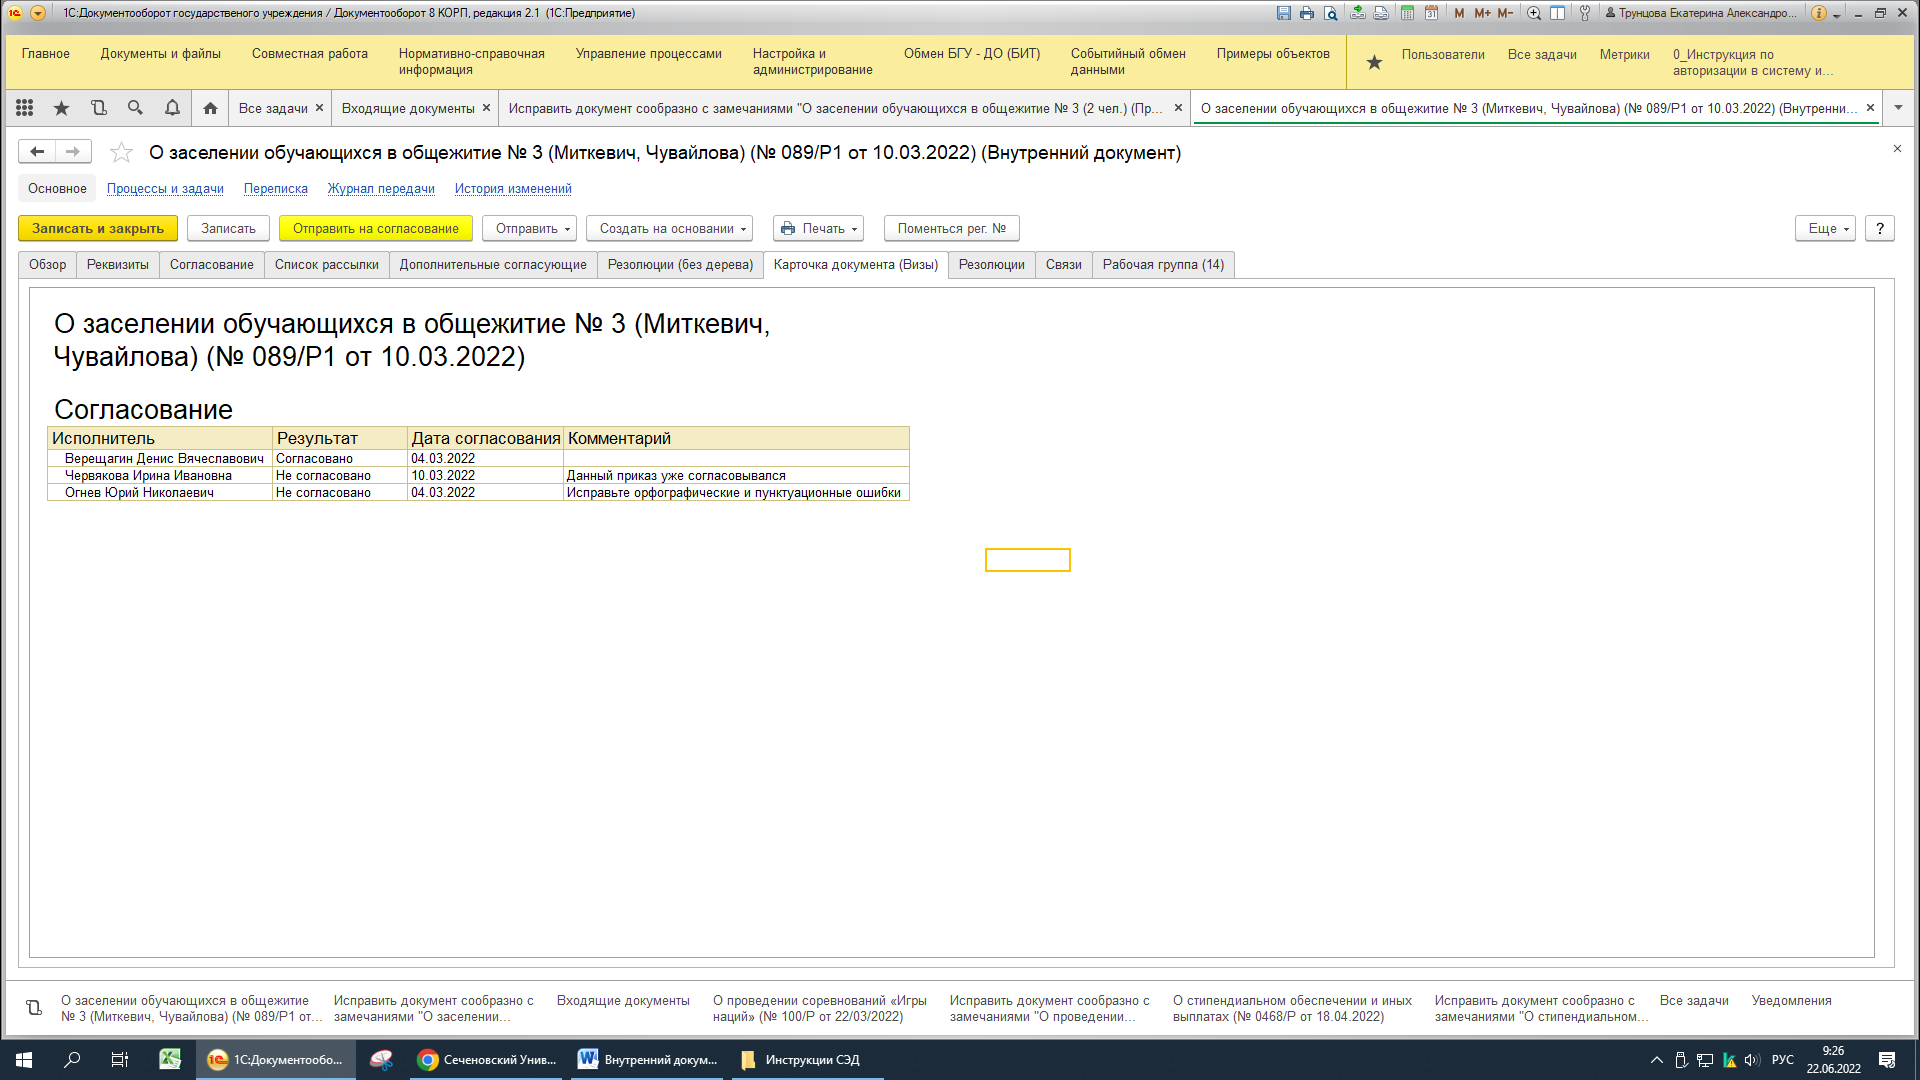 1С:Документооборот государственого учреждения / Документооборот 8 КОРП, редакция 2.1 (1С:Предприятие)
M M+ M- Трунцова Екатерина Александро...
Главное
Документы и файлы
Совместная работа
Нормативно-справочная
информация
Управление процессами
Настройка и
администрирование
Обмен БГУ - ДО (БИТ)
Событийный обмен
данными
Примеры объектов
Пользователи
Все задачи
Метрики
0_Инструкция по
авторизации в систему и...
Все задачи
Входящие документы
Исправить документ сообразно с замечаниями "О заселении обучающихся в общежитие № 3 (2 чел.) (Пр...
О заселении обучающихся в общежитие № 3 (Миткевич, Чувайлова) (№ 089/Р1 от 10.03.2022) (Внутренни...
О заселении обучающихся в общежитие № 3 (Миткевич, Чувайлова) (№ 089/Р1 от 10.03.2022) (Внутренний документ)
Основное Процессы и задачи Переписка Журнал передачи История изменений
Записать и закрыть Записать Отправить на согласование Отправить Создать на основании Печать Поменться рег. № Еще ?
Обзор Реквизиты Согласование Список рассылки Дополнительные согласующие Резолюции (без дерева) Карточка документа (Визы) Резолюции Связи Рабочая группа (14)
О заселении обучающихся в общежитие № 3 (Миткевич,
Чувайлова) (№ 089/Р1 от 10.03.2022)
Согласование
Исполнитель Результат Дата согласования Комментарий
Верещагин Денис Вячеславович Согласовано 04.03.2022
Червякова Ирина Ивановна Не согласовано 10.03.2022 Данный приказ уже согласовывался
Огнев Юрий Николаевич Не согласовано 04.03.2022 Исправьте орфографические и пунктуационные ошибки
О заселении обучающихся в общежитие
№ 3 (Миткевич, Чувайлова) (№ 089/Р1 от...
Исправить документ сообразно с
замечаниями "О заселении...
Входящие документы
О проведении соревнований «Игры
наций» (№ 100/Р от 22/03/2022)
Исправить документ сообразно с
замечаниями "О проведении...
О стипендиальном обеспечении и иных
выплатах (№ 0468/Р от 18.04.2022)
Исправить документ сообразно с
замечаниями "О стипендиальном...
Все задачи
Уведомления
1С:Документообо...
Сеченовский Унив...
Внутренний докум...
Инструкции СЭД
РУС
9:26
22.06.2022